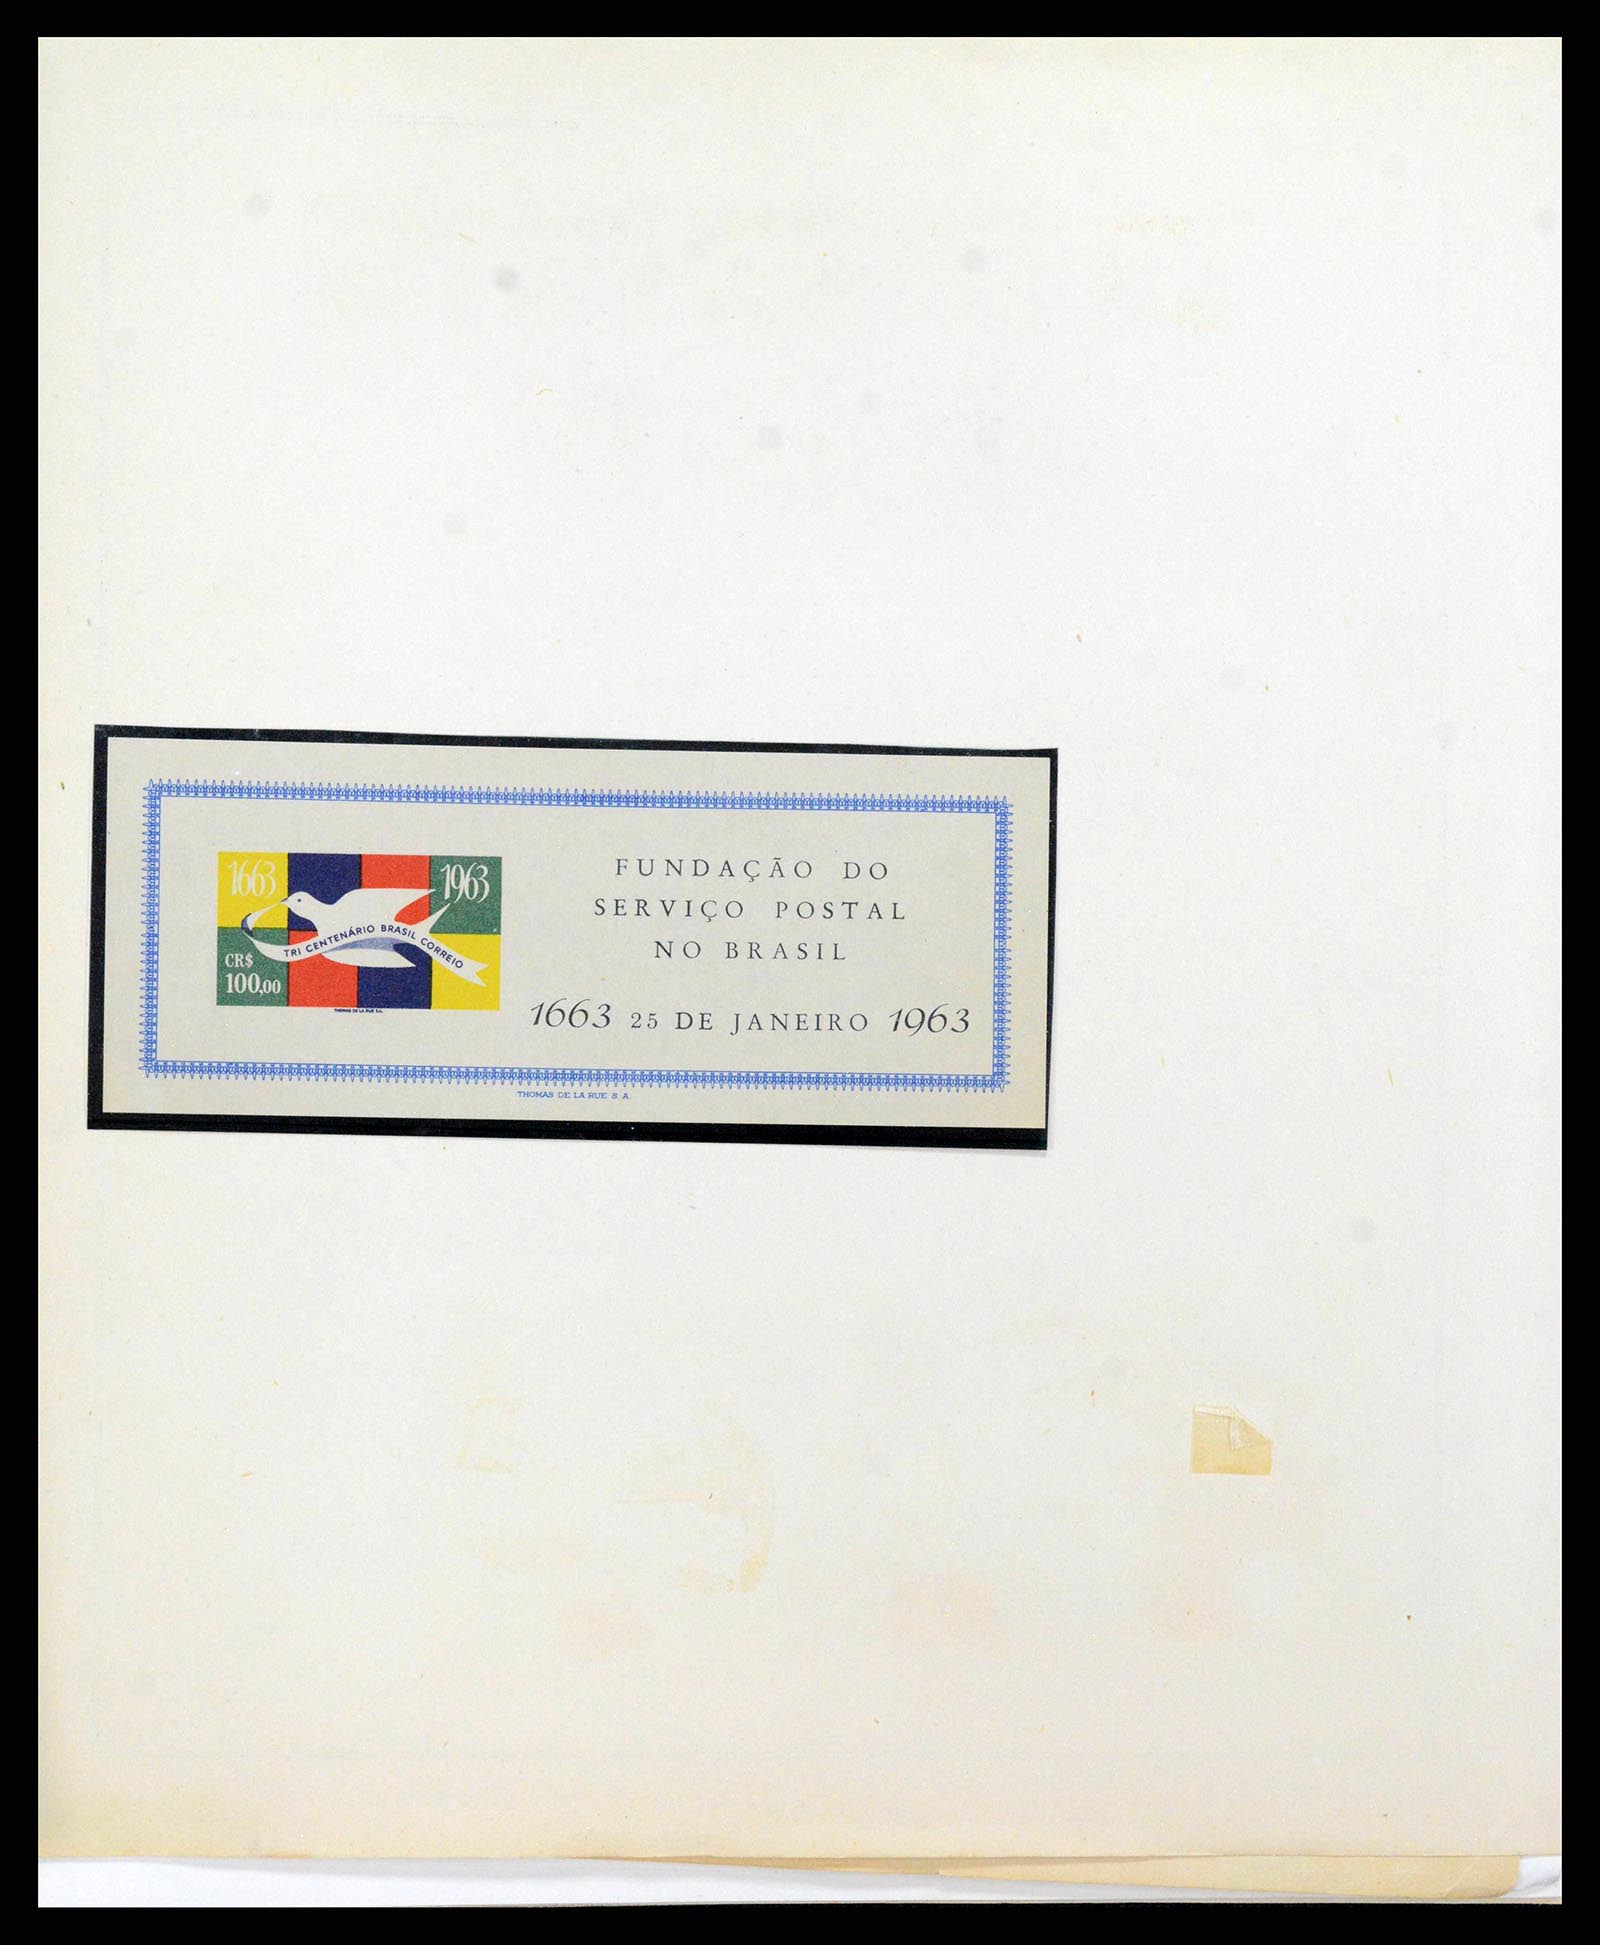 1663
1963
TRI CENTENÁRIO BRASIL CORREIO
CR$
100,00
THOMAS DE LA RUE S.A.
FUNDAÇÃO DO
SERVIÇO POSTAL
NO BRASIL
1663 25 DE JANEIRO 1963
THOMAS DE LA RUE S. A.